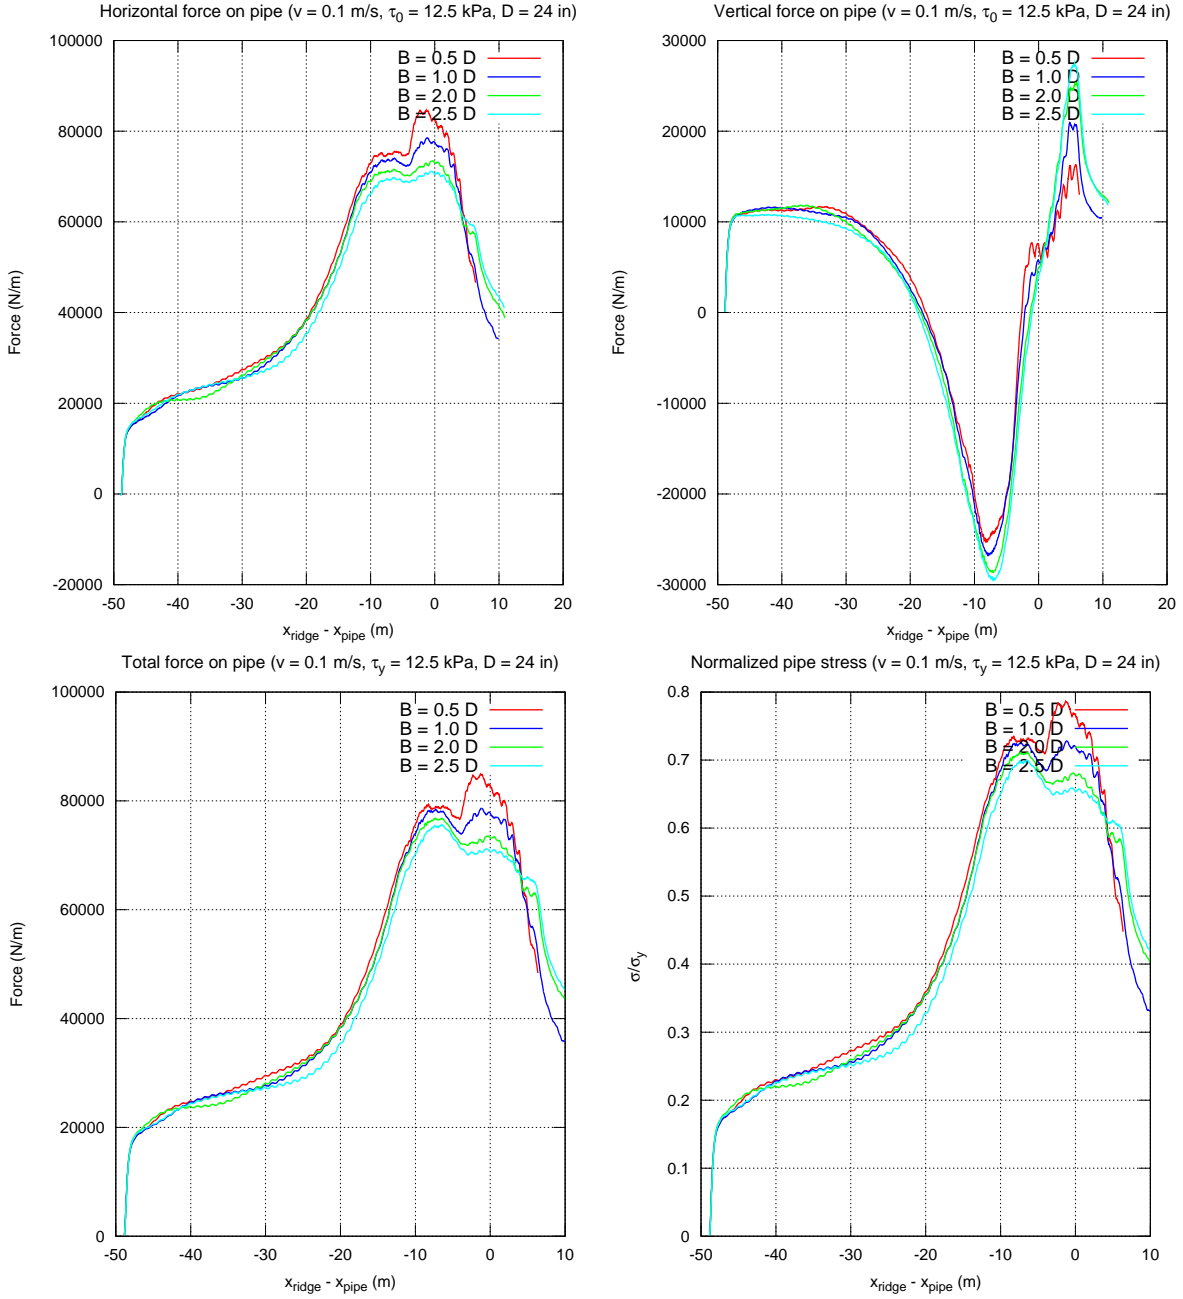 Horizontal force on pipe (v = 0.1 m/s, τ0 = 12.5 kPa, D = 24 in)
100000
80000
60000
40000
20000
0
-20000
Force (N/m)
B = 0.5 D
B = 1.0 D
B = 2.0 D
B = 2.5 D
-50 -40 -30 -20 -10 0 10 20
xridge - xpipe (m)
Vertical force on pipe (v = 0.1 m/s, τ0 = 12.5 kPa, D = 24 in)
30000
20000
10000
0
-10000
-20000
-30000
Force (N/m)
B = 0.5 D
B = 1.0 D
B = 2.0 D
B = 2.5 D
-50 -40 -30 -20 -10 0 10 20
xridge - xpipe (m)
Total force on pipe (v = 0.1 m/s, τy = 12.5 kPa, D = 24 in)
100000
80000
60000
40000
20000
0
Force (N/m)
B = 0.5 D
B = 1.0 D
B = 2.0 D
B = 2.5 D
-50 -40 -30 -20 -10 0 10
xridge - xpipe (m)
Normalized pipe stress (v = 0.1 m/s, τy = 12.5 kPa, D = 24 in)
0.8
0.7
0.6
0.5
0.4
0.3
0.2
0.1
0
σ/σy
B = 0.5 D
B = 1.0 D
B = 2.0 D
B = 2.5 D
-50 -40 -30 -20 -10 0 10
xridge - xpipe (m)